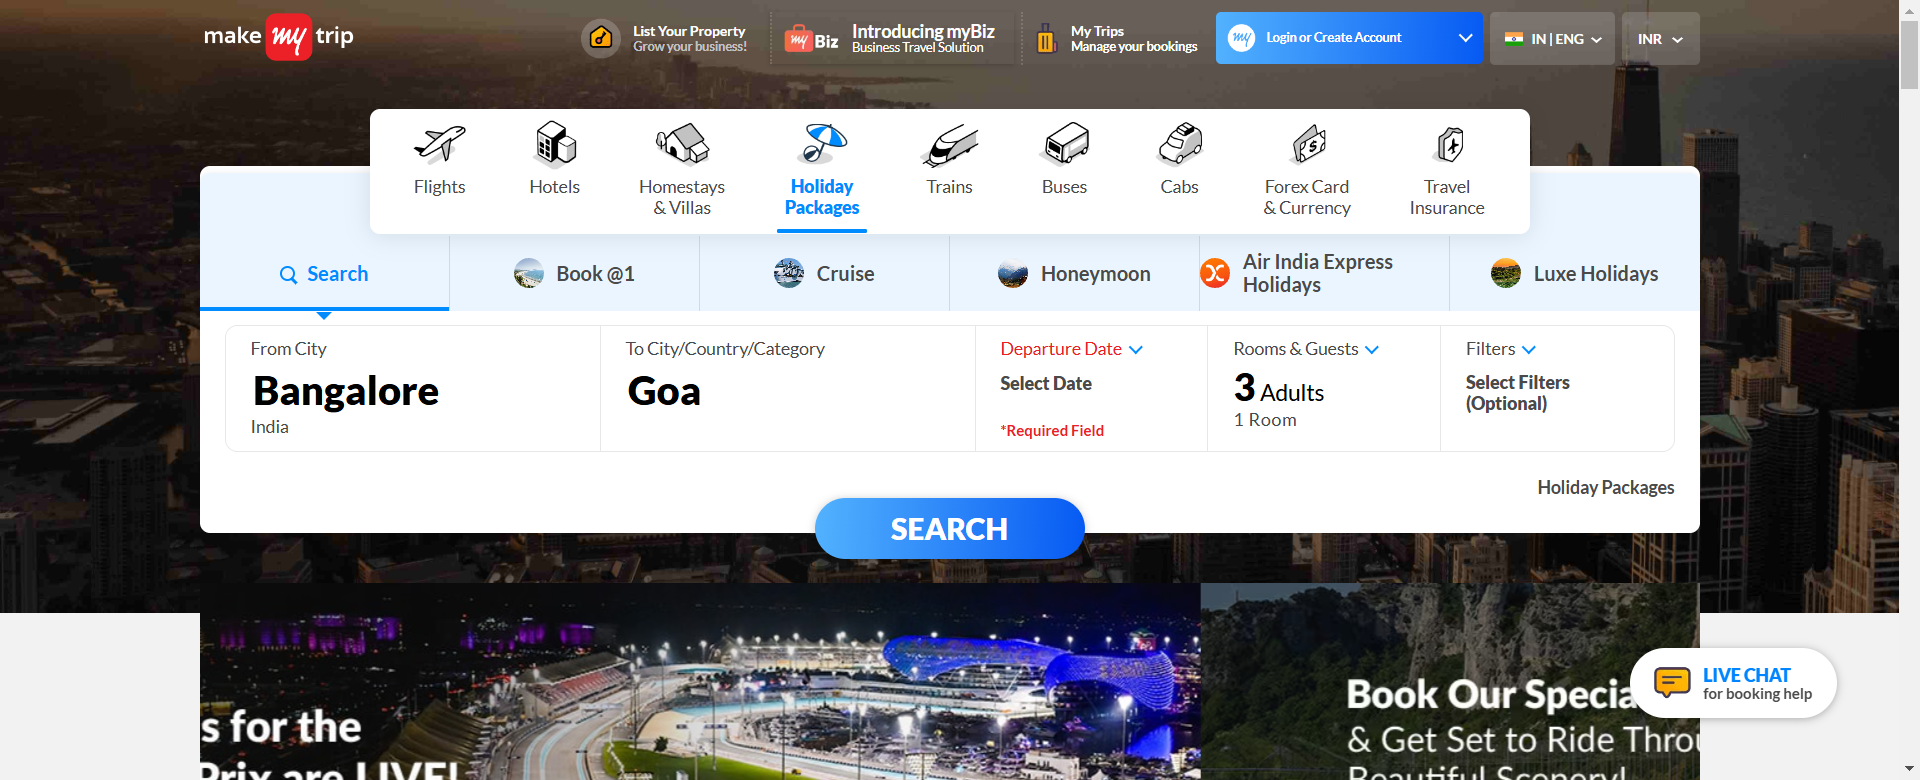 make my trip
List Your Property
Grow your business!
my Biz
Introducing myBiz
Business Travel Solution
My Trips
Manage your bookings
my
Login or Create Account
IN | ENG
INR
Flights
Hotels
Homestays
& Villas
Holiday
Packages
Trains
Buses
Cabs
Forex Card
& Currency
Travel
Insurance
Search
Book @1
Cruise
Honeymoon
Air India Express
Holidays
Luxe Holidays
From City
Bangalore
India
To City/Country/Category
Goa
Departure Date
Select Date
*Required Field
Rooms & Guests
3 Adults
1 Room
Filters
Select Filters
(Optional)
Holiday Packages
SEARCH
s for the
Prix are LIVE!
Book Our Specia
& Get Set to Ride Throu
Beautiful Scenery!
LIVE CHAT
for booking help